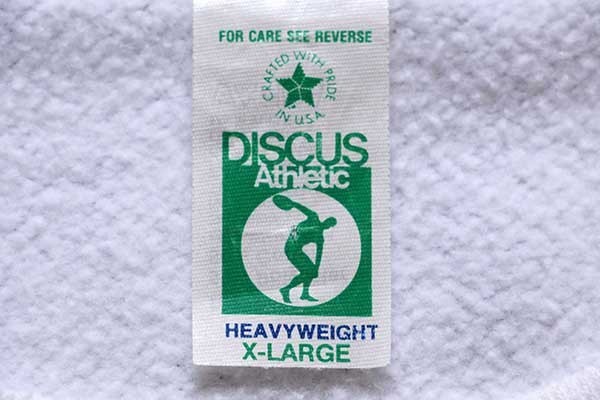 FOR CARE SEE REVERSE
CRAFTED WITH PRIDE
IN U.S.A.
DISCUS
Athletic
HEAVYWEIGHT
X-LARGE